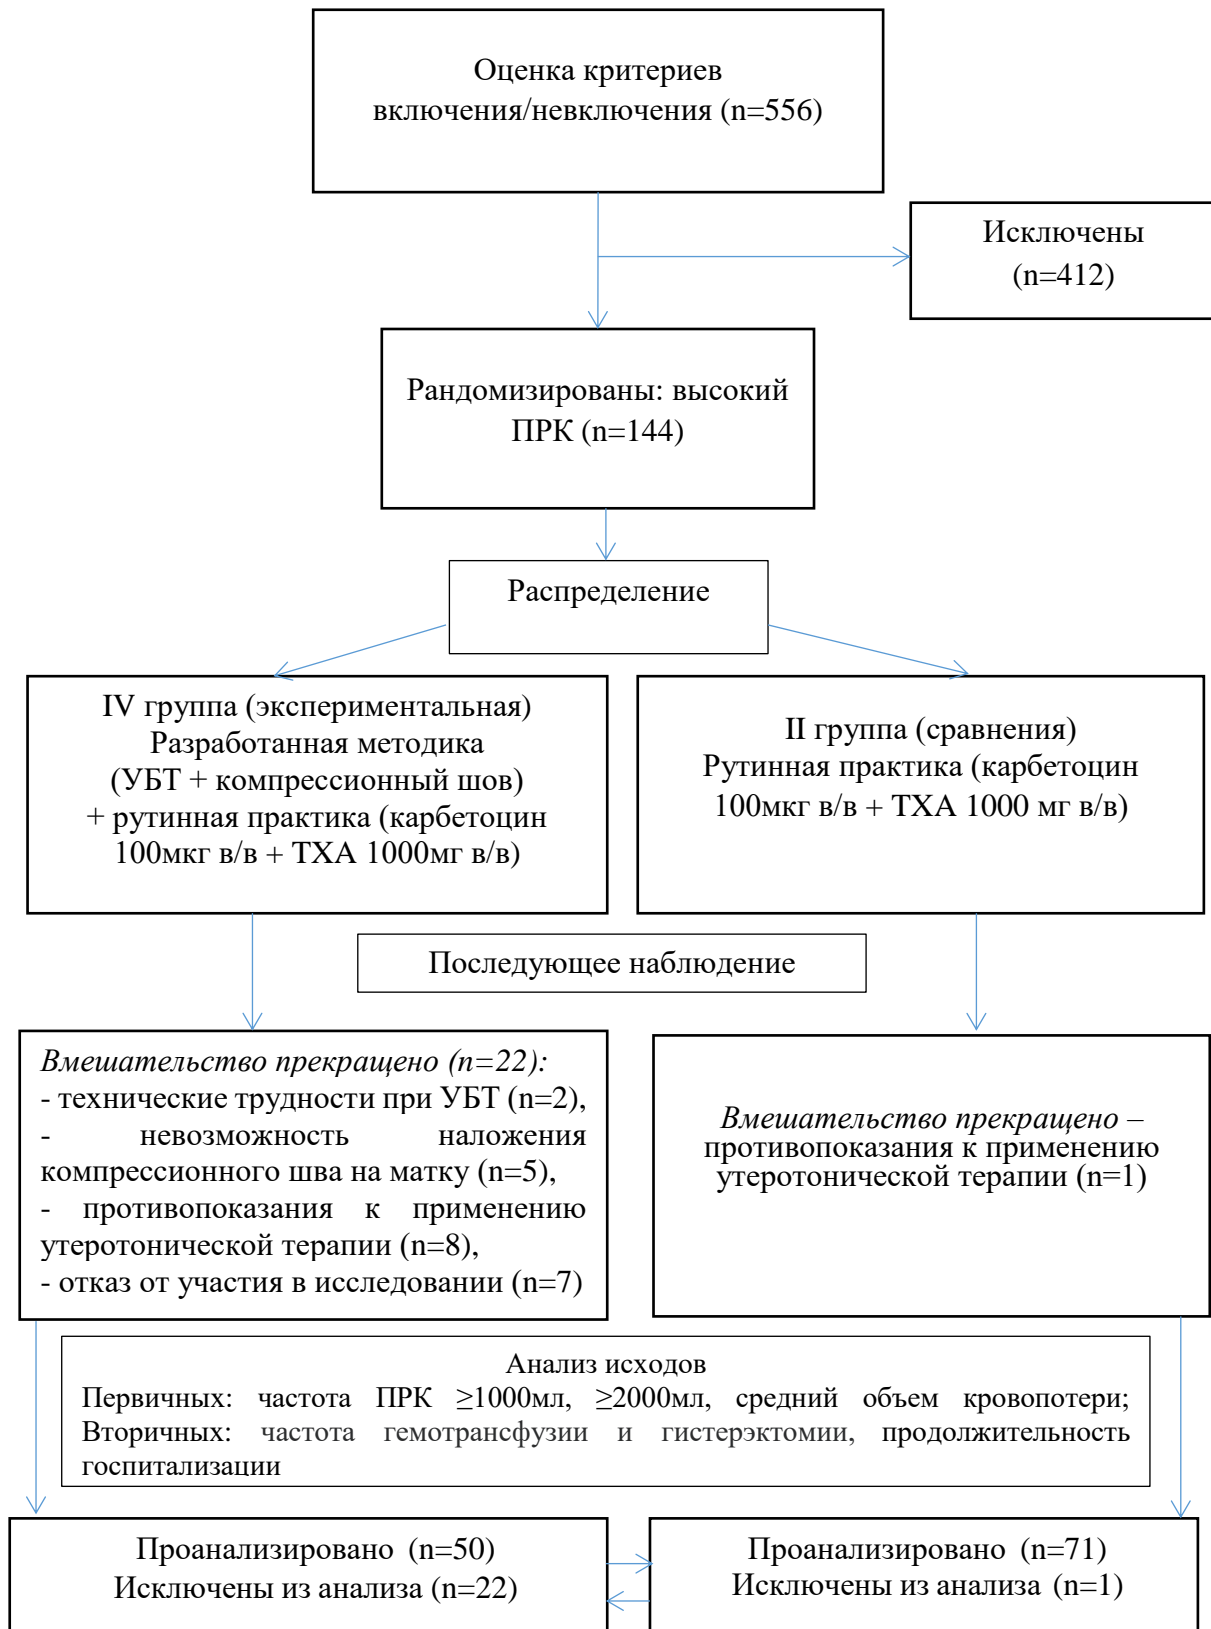 Оценка критериев
включения/невключения (n=556)
Исключены
(n=412)
Рандомизированы: высокий
ПРК (n=144)
Распределение
IV группа (экспериментальная)
Разработанная методика
(УБТ + компрессионный шов)
+ рутинная практика (карбетоцин
100мкг в/в + ТХА 1000мг в/в)
II группа (сравнения)
Рутинная практика (карбетоцин
100мкг в/в + ТХА 1000 мг в/в)
Последующее наблюдение
Вмешательство прекращено (n=22):
- технические трудности при УБТ (n=2),
- невозможность наложения
компрессионного шва на матку (n=5),
- противопоказания к применению
утеротонической терапии (n=8),
- отказ от участия в исследовании (n=7)
Вмешательство прекращено –
противопоказания к применению
утеротонической терапии (n=1)
Анализ исходов
Первичных: частота ПРК ≥1000мл, ≥2000мл, средний объем кровопотери;
Вторичных: частота гемотрансфузии и гистерэктомии, продолжительность
госпитализации
Проанализировано (n=50)
Исключены из анализа (n=22)
Проанализировано (n=71)
Исключены из анализа (n=1)